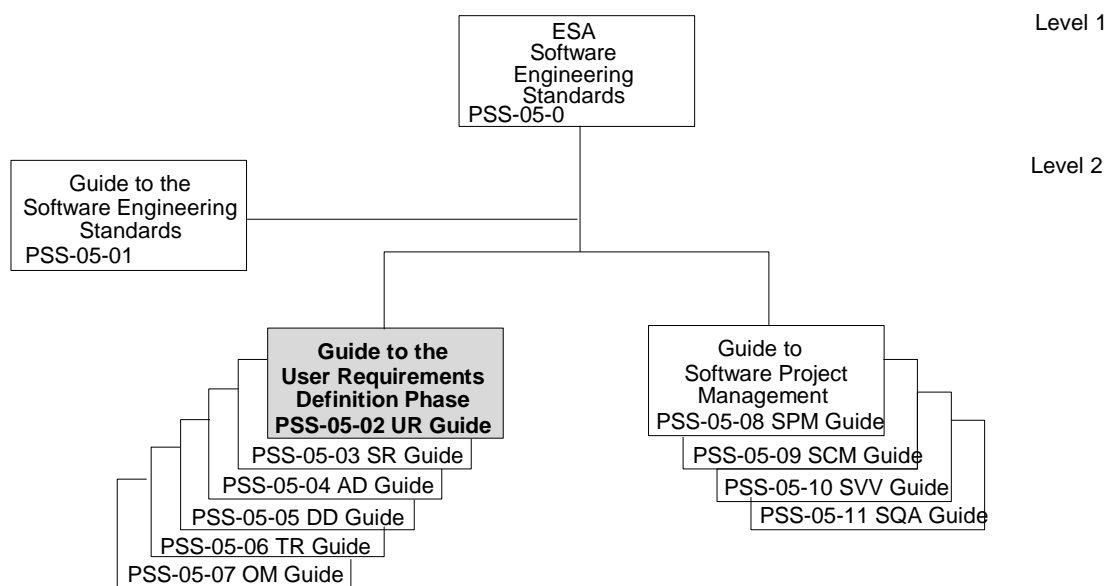 ESA
Software
Engineering
Standards
PSS-05-0
Level 1
Guide to the
Software Engineering
Standards
PSS-05-01
Level 2
Guide to the
User Requirements
Definition Phase
PSS-05-02 UR Guide
PSS-05-03 SR Guide
PSS-05-04 AD Guide
PSS-05-05 DD Guide
PSS-05-06 TR Guide
PSS-05-07 OM Guide
Guide to
Software Project
Management
PSS-05-08 SPM Guide
PSS-05-09 SCM Guide
PSS-05-10 SVV Guide
PSS-05-11 SQA Guide